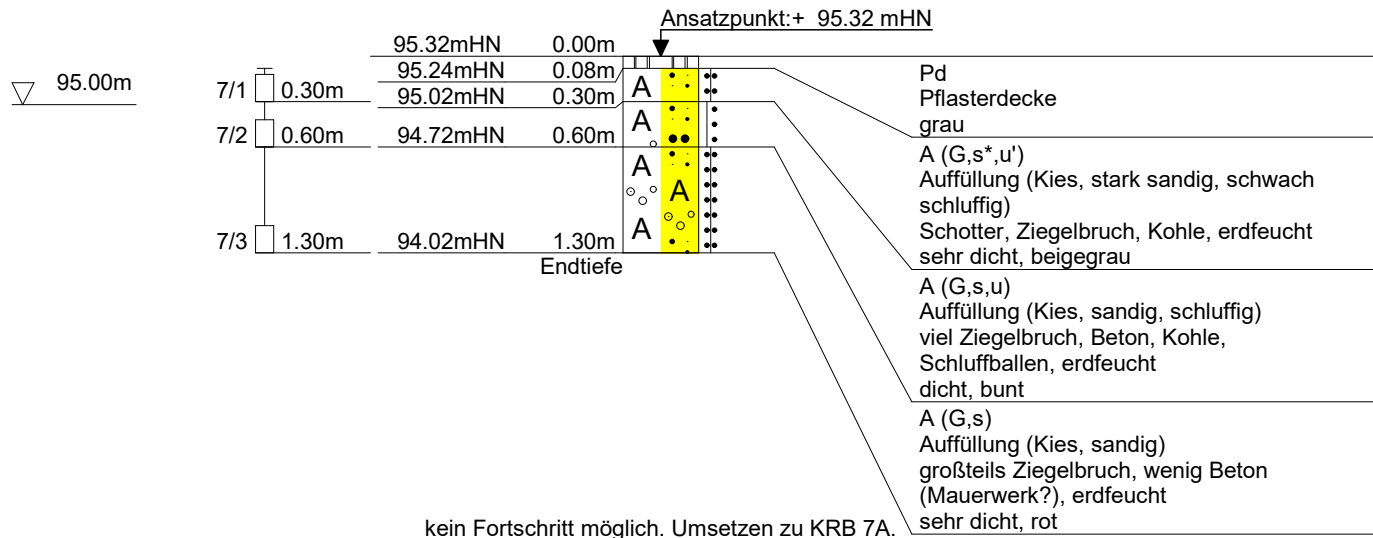 Ansatzpunkt:+ 95.32 mHN
95.32mHN 0.00m
95.24mHN 0.08m
95.00m
7/1 0.30m 95.02mHN 0.30m
7/2 0.60m 94.72mHN 0.60m
7/3 1.30m 94.02mHN 1.30m
Endtiefe
A
A
A
A
A
Pd
Pflasterdecke
grau
A (G,s*,u')
Auffüllung (Kies, stark sandig, schwach
schluffig)
Schotter, Ziegelbruch, Kohle, erdfeucht
sehr dicht, beigegrau
A (G,s,u)
Auffüllung (Kies, sandig, schluffig)
viel Ziegelbruch, Beton, Kohle,
Schluffballen, erdfeucht
dicht, bunt
A (G,s)
Auffüllung (Kies, sandig)
großteils Ziegelbruch, wenig Beton
(Mauerwerk?), erdfeucht
sehr dicht, rot
kein Fortschritt möglich. Umsetzen zu KRB 7A.